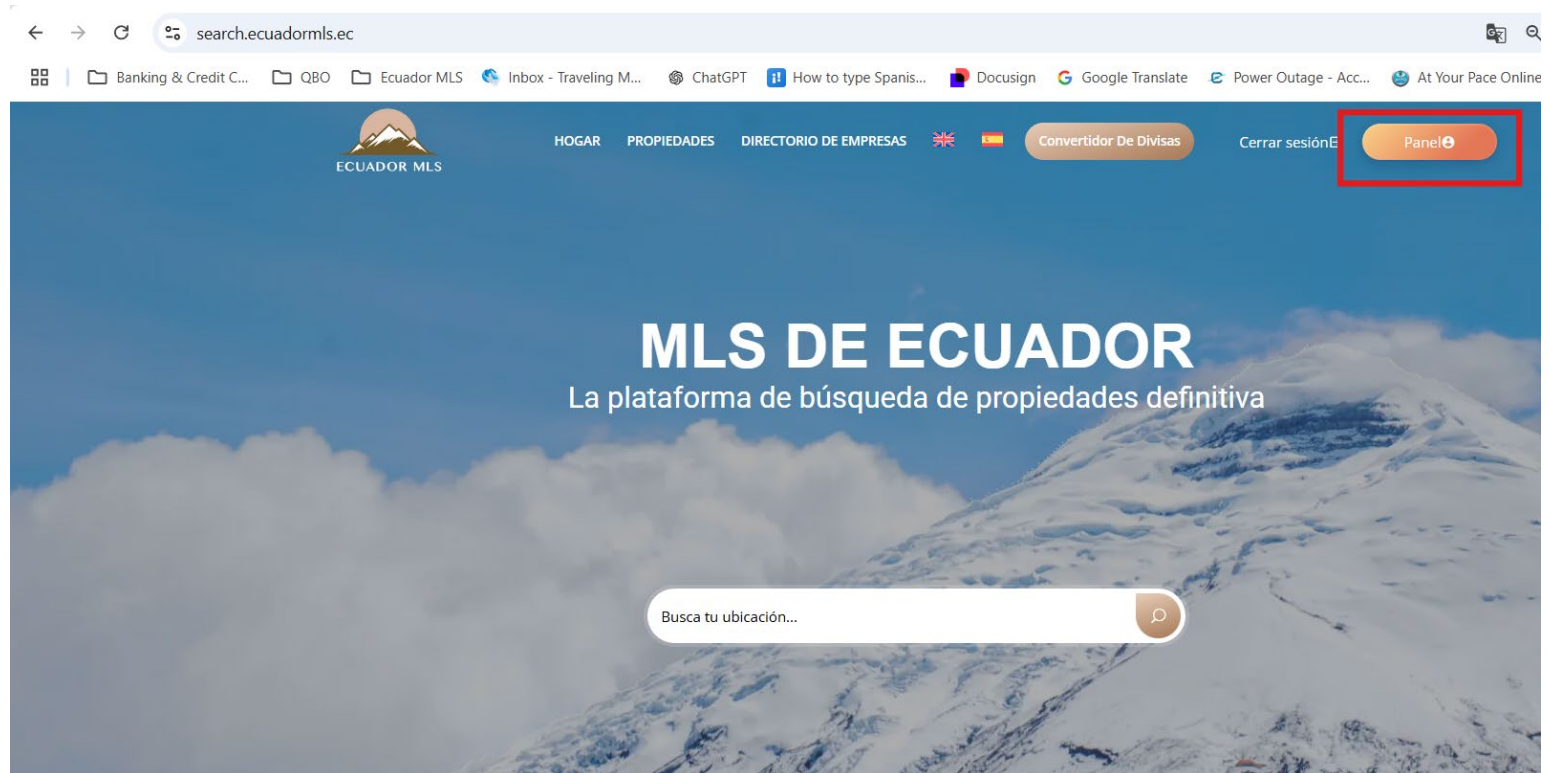 search.ecuadormls.ec
Banking & Credit C... QBO Ecuador MLS Inbox - Traveling M... ChatGPT How to type Spanis... Docusign Google Translate Power Outage - Acc... At Your Pace Online
ECUADOR MLS
HOGAR PROPIEDADES DIRECTORIO DE EMPRESAS Convertidor De Divisas Cerrar sesión Panel
MLS DE ECUADOR
La plataforma de búsqueda de propiedades definitiva
Busca tu ubicación...